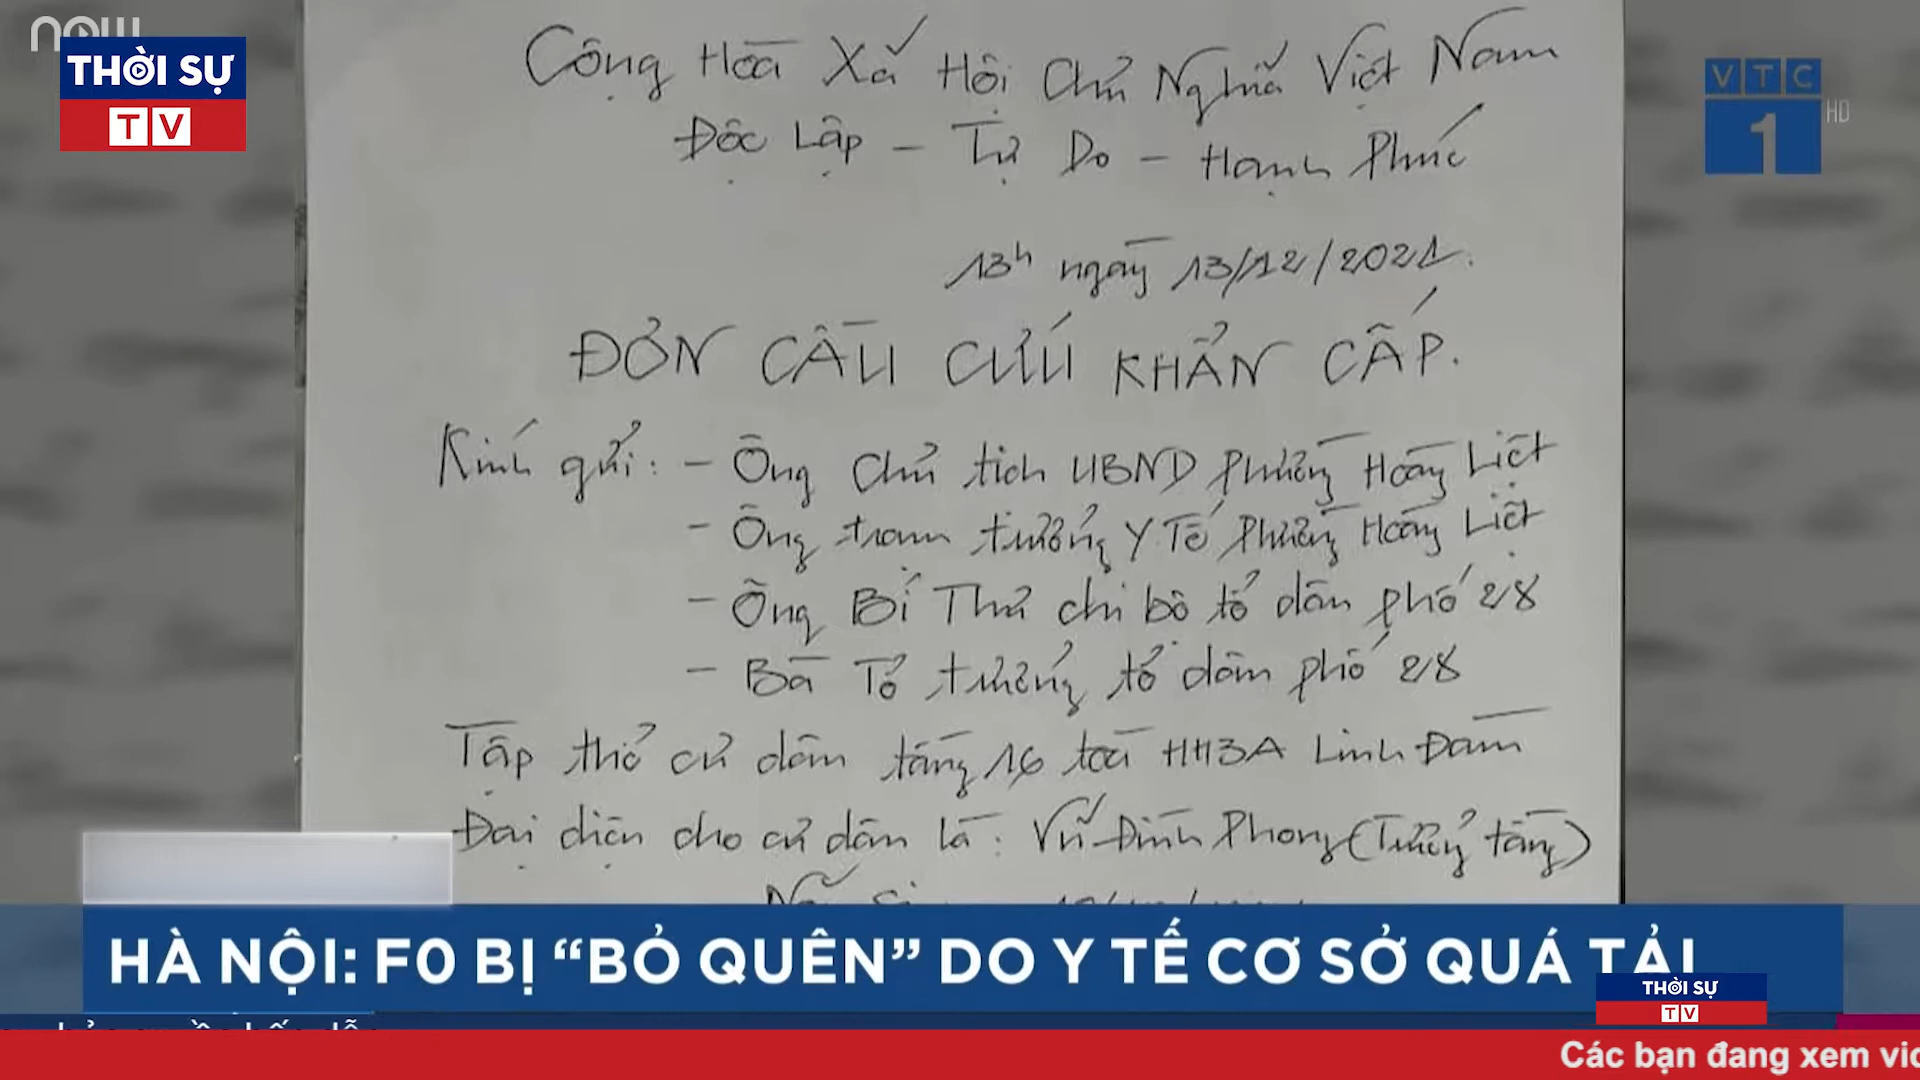 now
THỜI SỰ
TV
VTC
1
HD
Cộng Hòa Xã Hội Chủ Nghĩa Việt Nam
Độc Lập - Tự Do - Hạnh Phúc
13h ngày 13/12/2021.
ĐƠN CẦU CỨU KHẨN CẤP.
Kính gửi: - Ông Chủ tịch UBND Phường Hoàng Liệt
- Ông trạm trưởng Y Tế Phường Hoàng Liệt
- Ông Bí Thư chi bộ tổ dân phố 28
- Bà Tổ trưởng tổ dân phố 28
Tập thể cư dân tầng 16 toà HH3A Linh Đàm
Đại diện cho cư dân là: Vũ Đình Phong (Trưởng tầng)
HÀ NỘI: F0 BỊ “BỎ QUÊN” DO Y TẾ CƠ SỞ QUÁ TẢI
THỜI SỰ
TV
Các bạn đang xem